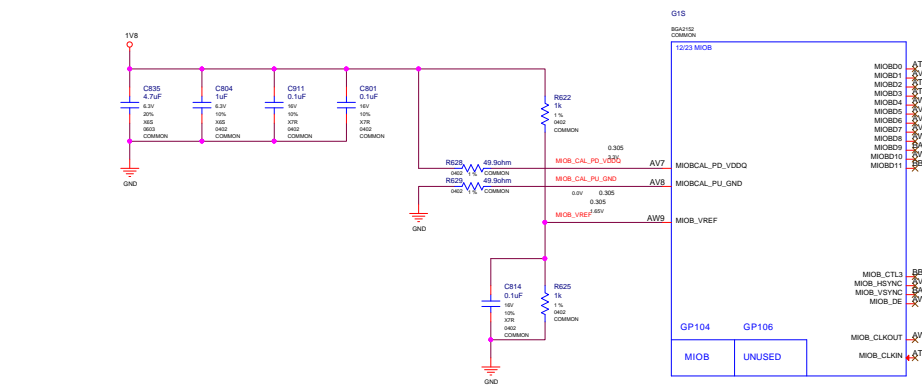 G1S
BGA2152
COMMON
12/23 MIOB
1V8
C835
4.7uF
6.3V
20%
X6S
0603
COMMON
C804
1uF
6.3V
10%
X6S
0402
COMMON
C911
0.1uF
16V
10%
X7R
0402
COMMON
C801
0.1uF
16V
10%
X7R
0402
COMMON
GND
R622
1k
1 %
0402
COMMON
R628
49.9ohm
0402
1 %
COMMON
R629
49.9ohm
0402
1 %
COMMON
GND
0.305
MIOB_CAL_PD_VDDQ
AV7
MIOBCAL_PD_VDDQ
MIOB_CAL_PU_GND
AV8
MIOBCAL_PU_GND
0.0V
0.305
0.305
1.65V
MIOB_VREF
AW9
MIOB_VREF
C814
0.1uF
16V
10%
X7R
0402
COMMON
R625
1k
1 %
0402
COMMON
GND
MIOBD0
MIOBD1
MIOBD2
MIOBD3
MIOBD4
MIOBD5
MIOBD6
MIOBD7
MIOBD8
MIOBD9
MIOBD10
MIOBD11
MIOB_CTL3
MIOB_HSYNC
MIOB_VSYNC
MIOB_DE
MIOB_CLKOUT
MIOB_CLKIN
GP104
GP106
MIOB
UNUSED